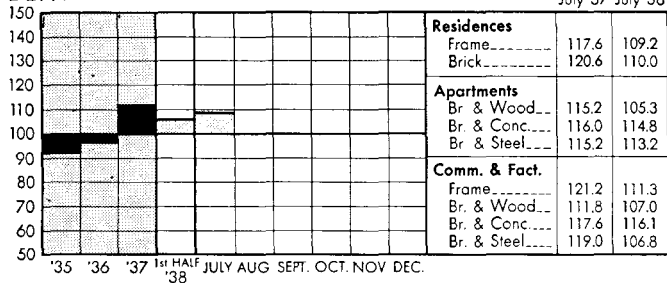 July 37 July 38
150
140
130
120
110
100
90
80
70
60
50
'35 '36 '37 1st HALF '38 JULY AUG SEPT. OCT. NOV DEC.
Residences
Frame 117.6 109.2
Brick 120.6 110.0
Apartments
Br. & Wood 115.2 105.3
Br. & Conc. 116.0 114.8
Br & Steel 115.2 113.2
Comm. & Fact.
Frame 121.2 111.3
Br. & Wood 111.8 107.0
Br. & Conc. 117.6 116.1
Br. & Steel 119.0 106.8